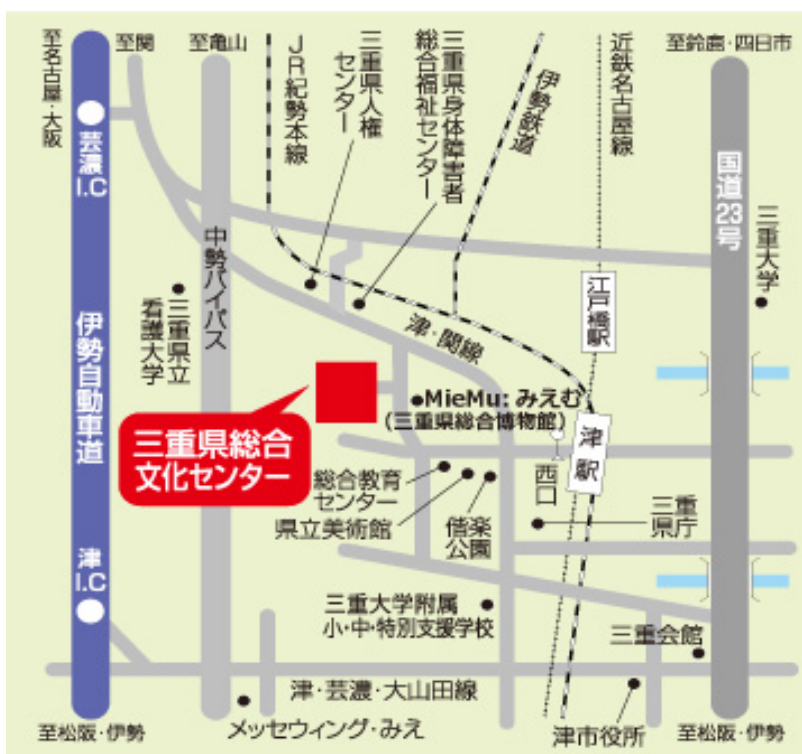 至名古屋・大阪
至関
至亀山
JR紀勢本線
三重県人権
センター
三重県身体障害者
総合福祉センター
伊勢鉄道
近鉄名古屋線
至鈴鹿・四日市
芸濃
I.C
国道23号
三重大学
中勢バイパス
三重県立
看護大学
江戸橋駅
津・関線
伊勢自動車道
MieMu: みえむ
(三重県総合博物館)
三重県総合
文化センター
津駅
西口
総合教育
センター
県立美術館
偕楽
公園
三重
県庁
津
I.C
三重大学附属
小・中・特別支援学校
三重会館
津・芸濃・大山田線
メッセウィング・みえ
津市役所
至松阪・伊勢
至松阪・伊勢